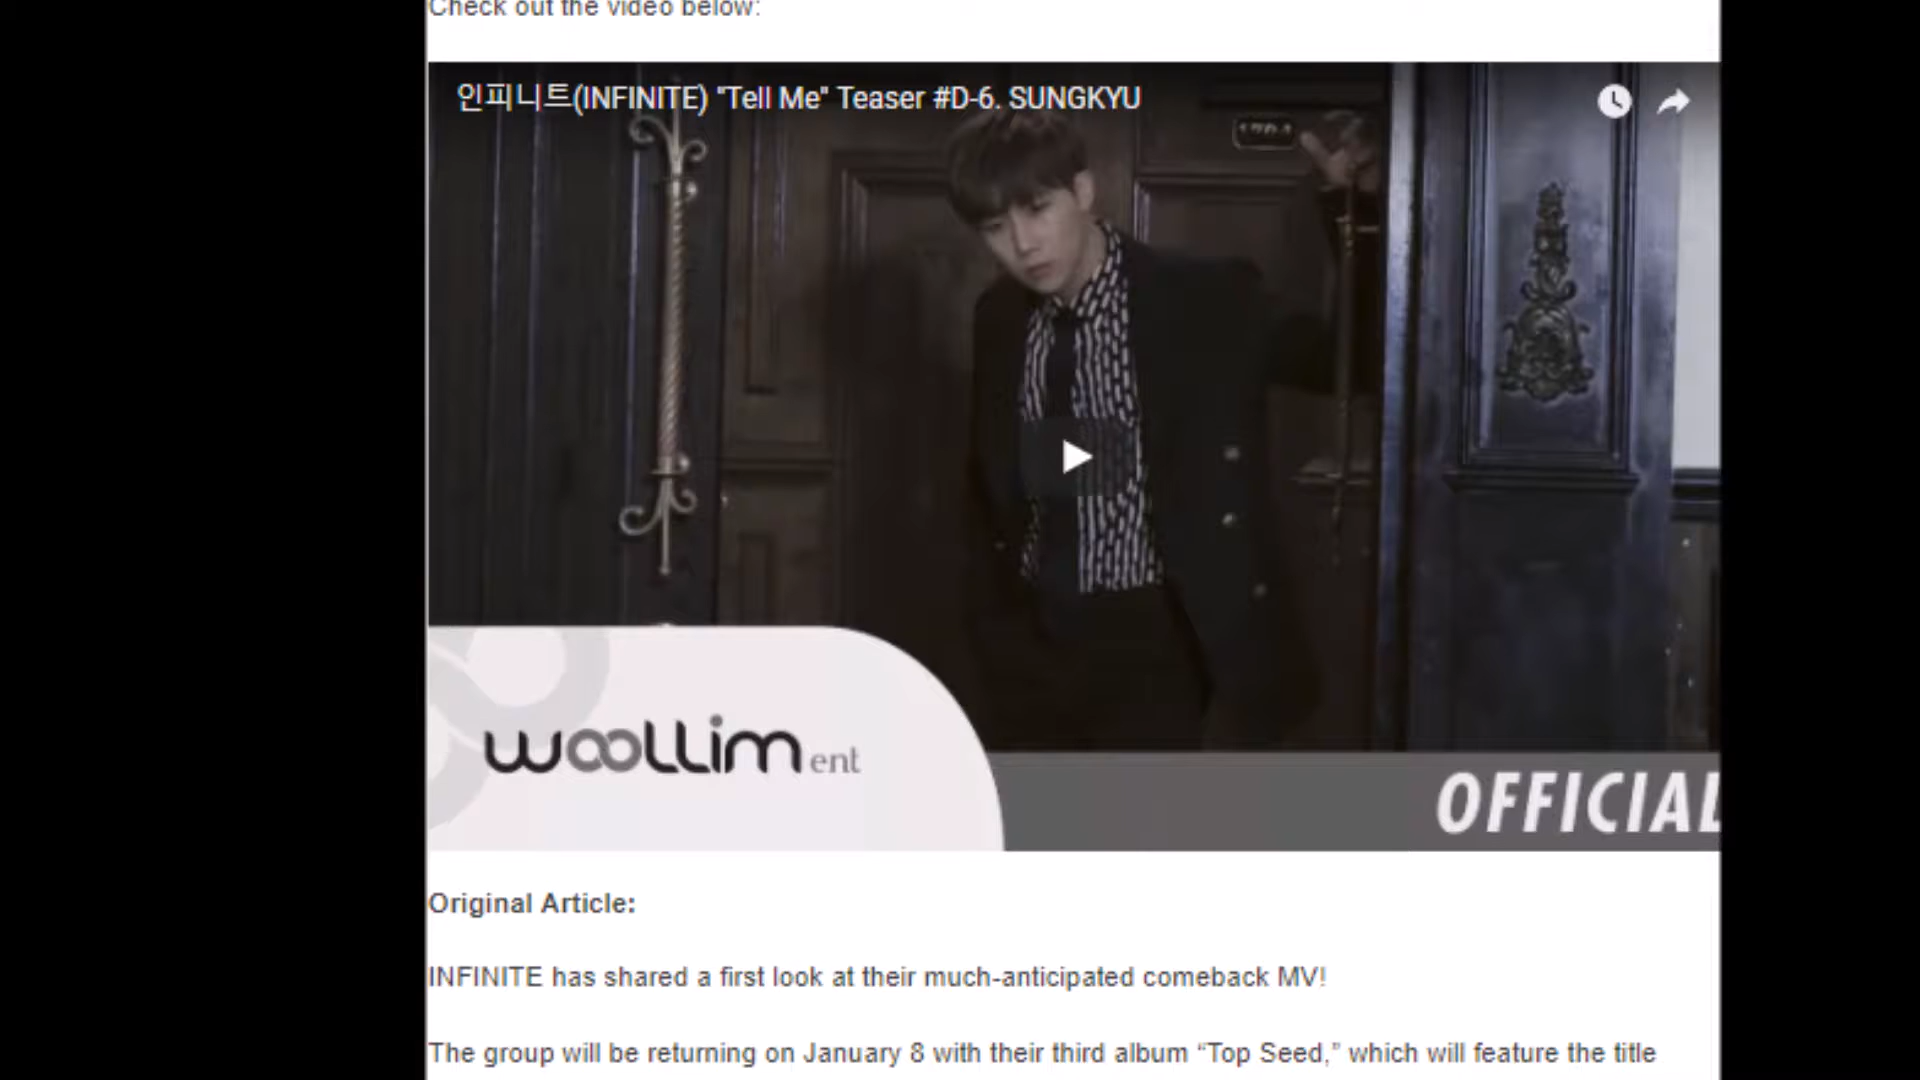 Check out the video below:
인피니트(INFINITE) "Tell Me" Teaser #D-6. SUNGKYU
woollim ent
OFFICIAL
Original Article:
INFINITE has shared a first look at their much-anticipated comeback MV!
The group will be returning on January 8 with their third album “Top Seed,” which will feature the title